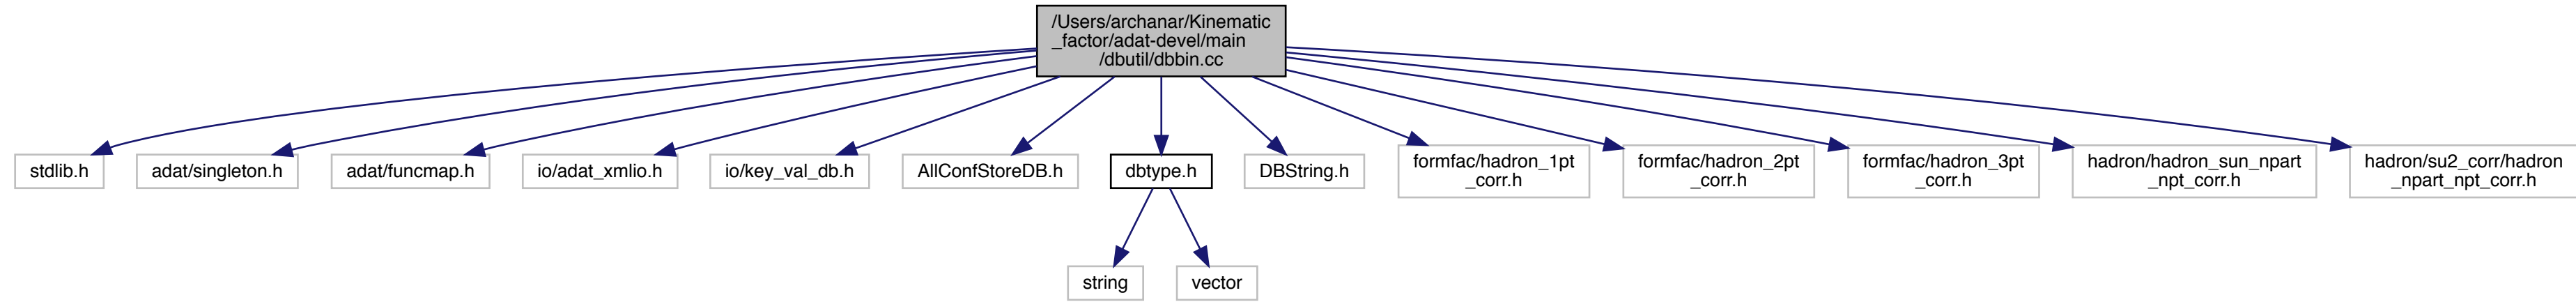 /Users/archanar/Kinematic
_factor/adat-devel/main
/dbutil/dbbin.cc
stdlib.h
adat/singleton.h
adat/funcmap.h
io/adat_xmlio.h
io/key_val_db.h
AllConfStoreDB.h
dbtype.h
DBString.h
formfac/hadron_1pt
_corr.h
formfac/hadron_2pt
_corr.h
formfac/hadron_3pt
_corr.h
hadron/hadron_sun_npart
_npt_corr.h
hadron/su2_corr/hadron
_npart_npt_corr.h
string
vector